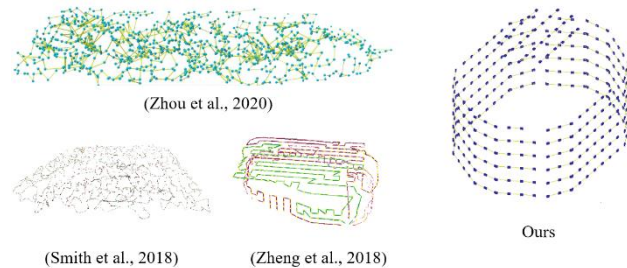 (Zhou et al., 2020)
(Smith et al., 2018)
(Zheng et al., 2018)
Ours